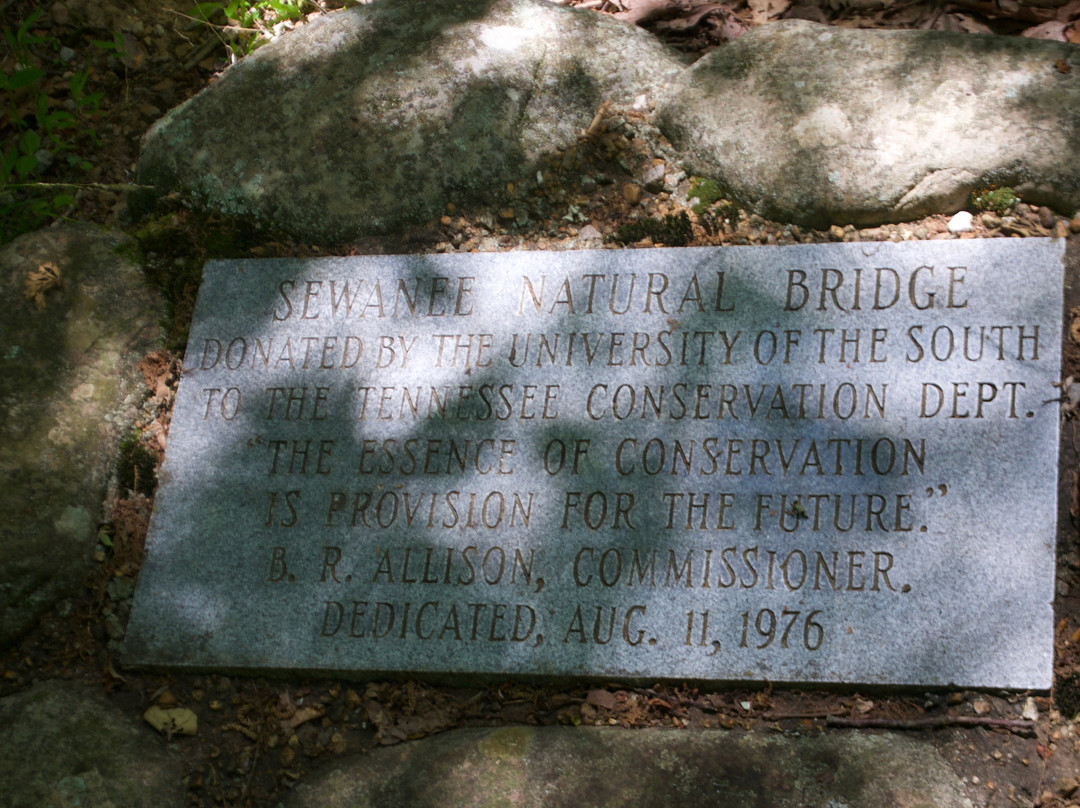 SEWANEE NATURAL BRIDGE
DONATED BY THE UNIVERSITY OF THE SOUTH
TO THE TENNESSEE CONSERVATION DEPT.
"THE ESSENCE OF CONSERVATION
IS PROVISION FOR THE FUTURE."
B. R. ALLISON, COMMISSIONER.
DEDICATED, AUG. 11, 1976